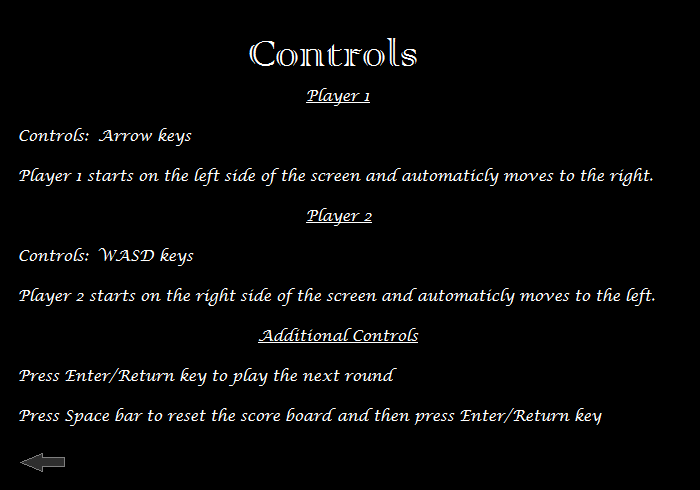 Controls
Player 1
Controls: Arrow keys
Player 1 starts on the left side of the screen and automaticly moves to the right.
Player 2
Controls: WASD keys
Player 2 starts on the right side of the screen and automaticly moves to the left.
Additional Controls
Press Enter/Return key to play the next round
Press Space bar to reset the score board and then press Enter/Return key